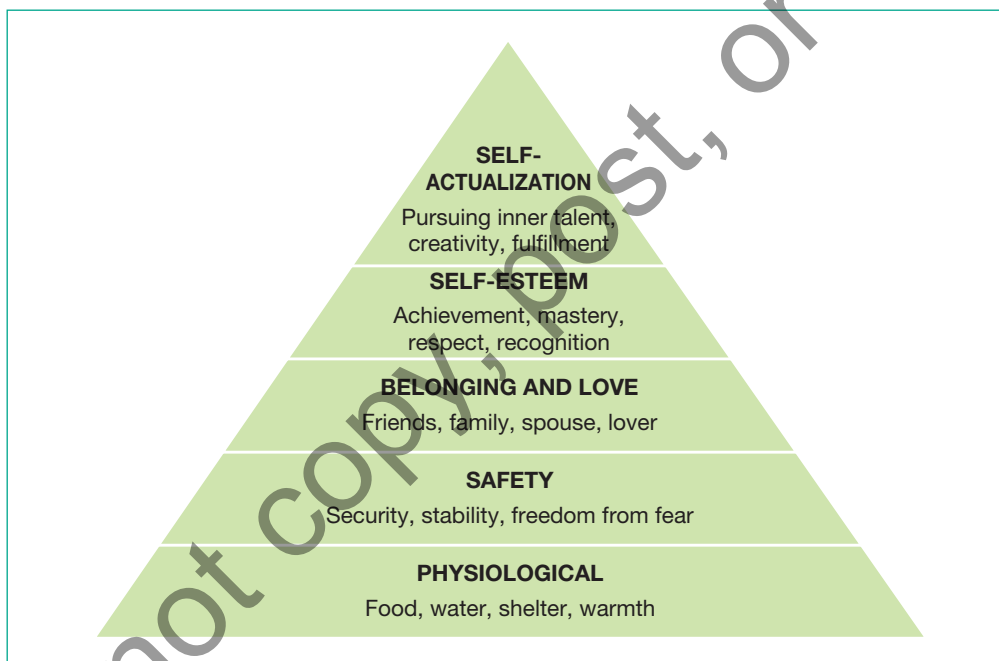 SELF-
ACTUALIZATION
Pursuing inner talent,
creativity, fulfillment
SELF-ESTEEM
Achievement, mastery,
respect, recognition
BELONGING AND LOVE
Friends, family, spouse, lover
SAFETY
Security, stability, freedom from fear
PHYSIOLOGICAL
Food, water, shelter, warmth
not copy, post, or